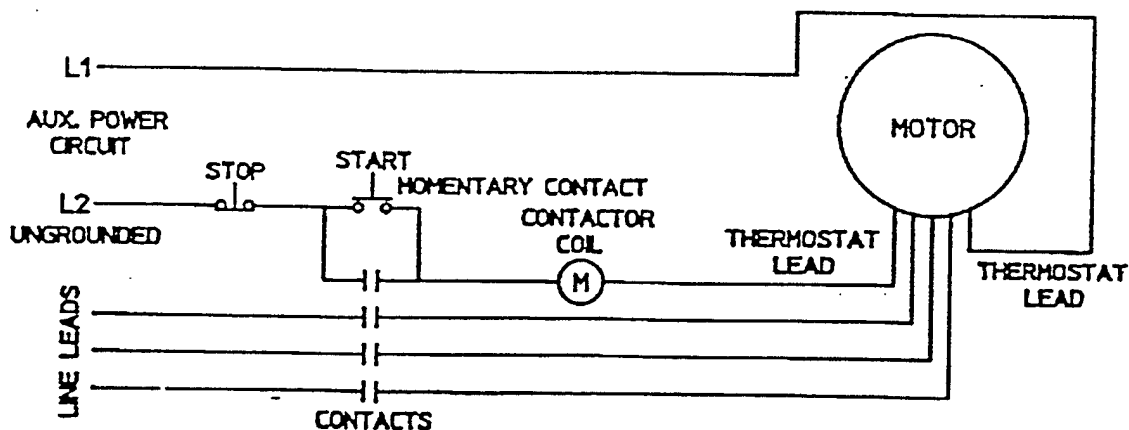 L1
AUX. POWER
CIRCUIT
MOTOR
STOP
START
MOMENTARY CONTACT
L2
UNGROUNDED
CONTACTOR
COIL
M
THERMOSTAT
LEAD
THERMOSTAT
LEAD
LINE LEADS
CONTACTS